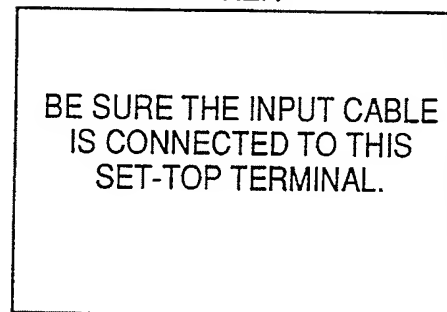 BE SURE THE INPUT CABLE
IS CONNECTED TO THIS
SET-TOP TERMINAL.